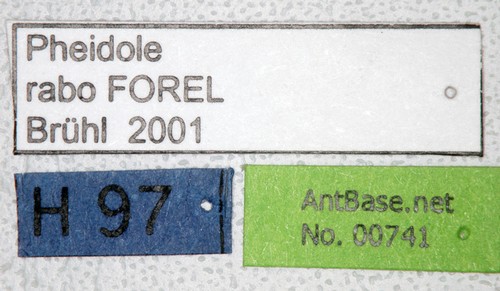 Pheidole
rabo FOREL
Brühl 2001
H 97
AntBase.net
No. 00741